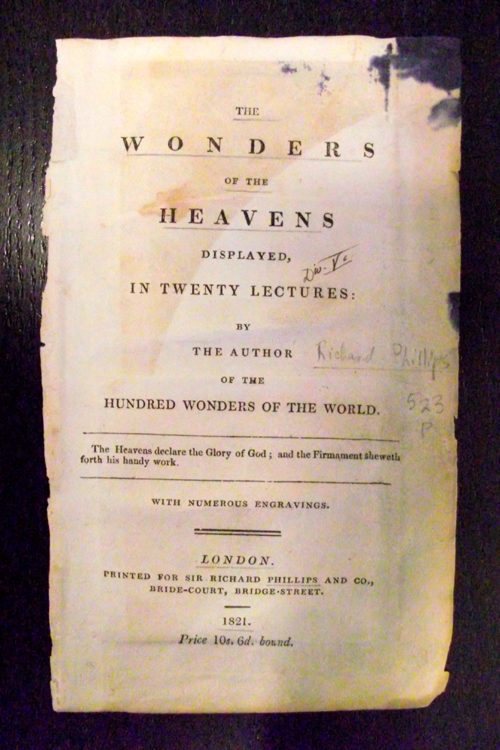 THE
WONDERS
OF THE
HEAVENS
DISPLAYED,
IN TWENTY LECTURES:
BY
THE AUTHOR Richard Phillips
OF THE
HUNDRED WONDERS OF THE WORLD.
523
P
The Heavens declare the Glory of God; and the Firmament sheweth
forth his handy work.
WITH NUMEROUS ENGRAVINGS.
LONDON.
PRINTED FOR SIR RICHARD PHILLIPS AND CO.,
BRIDE-COURT, BRIDGE-STREET.
1821.
Price 10s. 6d. bound.